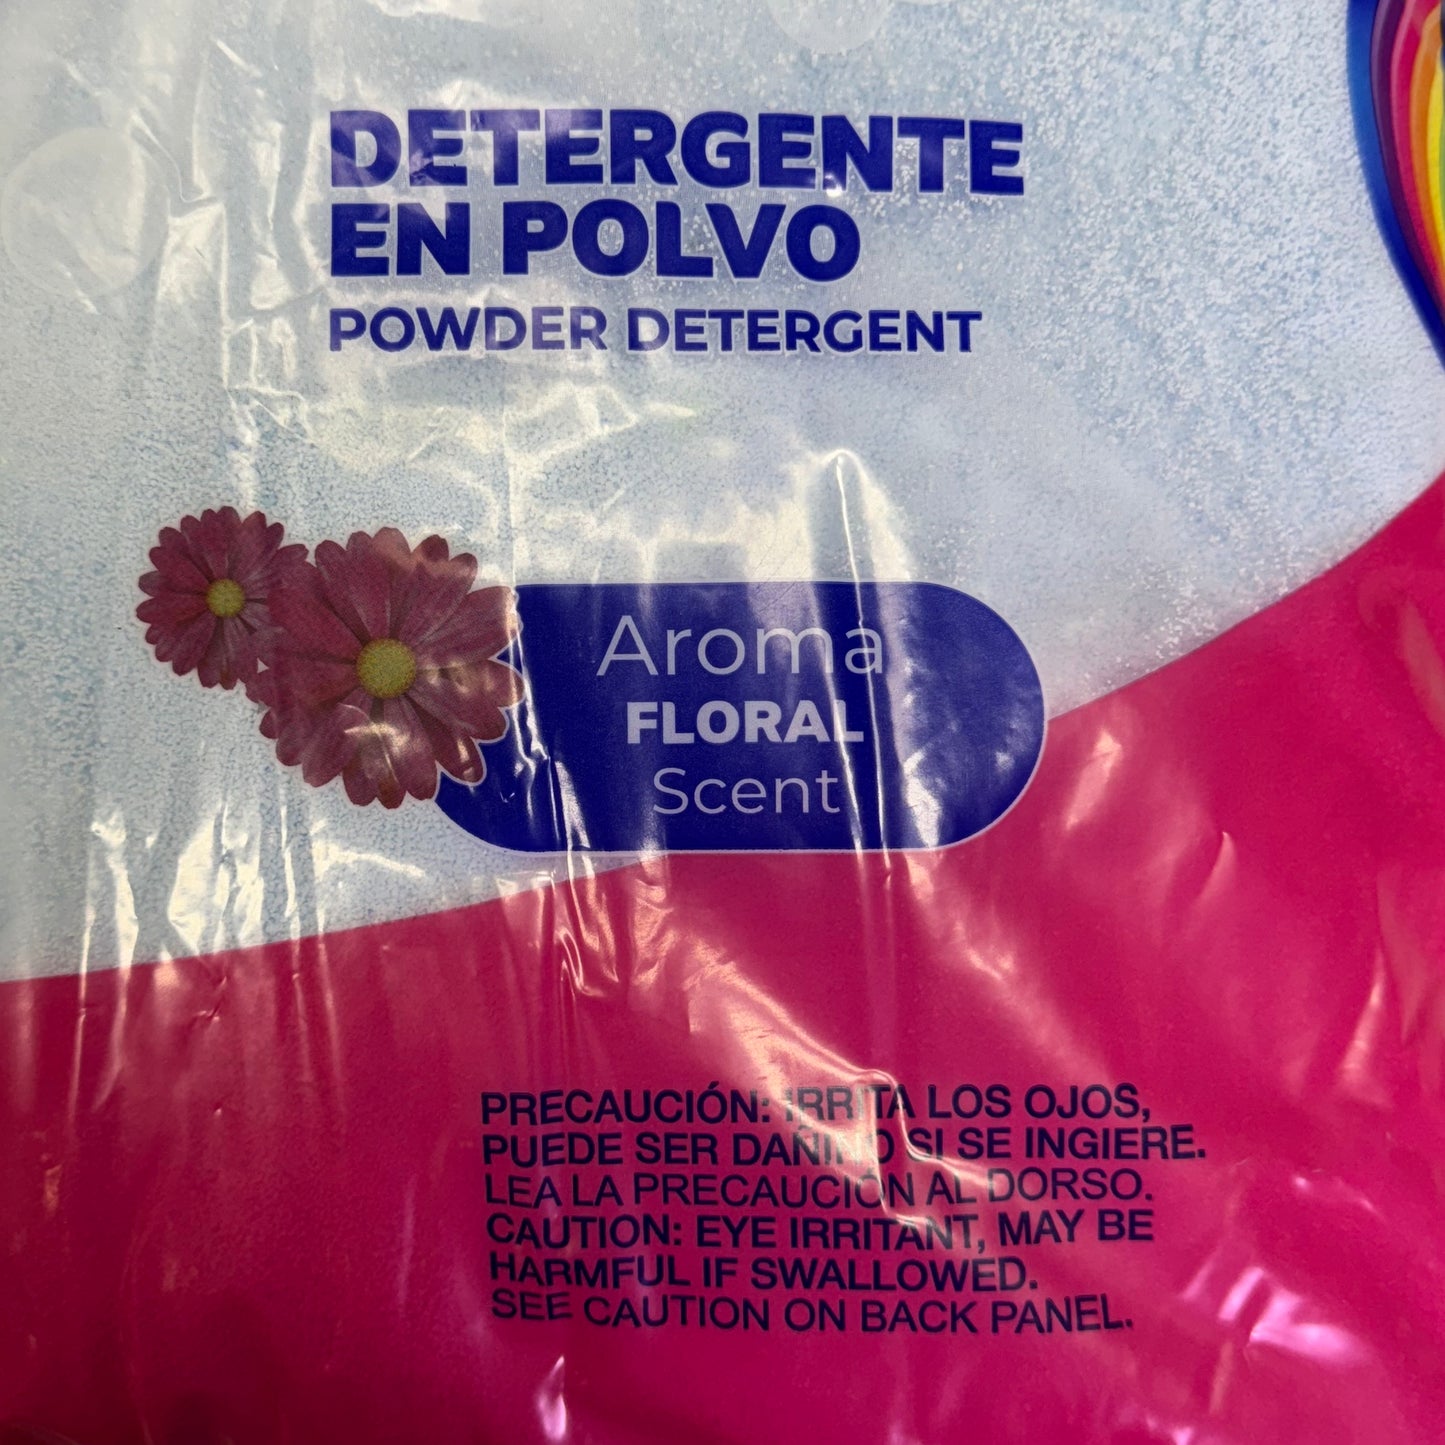 DETERGENTE
EN POLVO
POWDER DETERGENT
Aroma
FLORAL
Scent
PRECAUCIÓN: IRRITA LOS OJOS,
PUEDE SER DAÑINO SI SE INGIERE.
LEA LA PRECAUCIÓN AL DORSO.
CAUTION: EYE IRRITANT, MAY BE
HARMFUL IF SWALLOWED.
SEE CAUTION ON BACK PANEL.